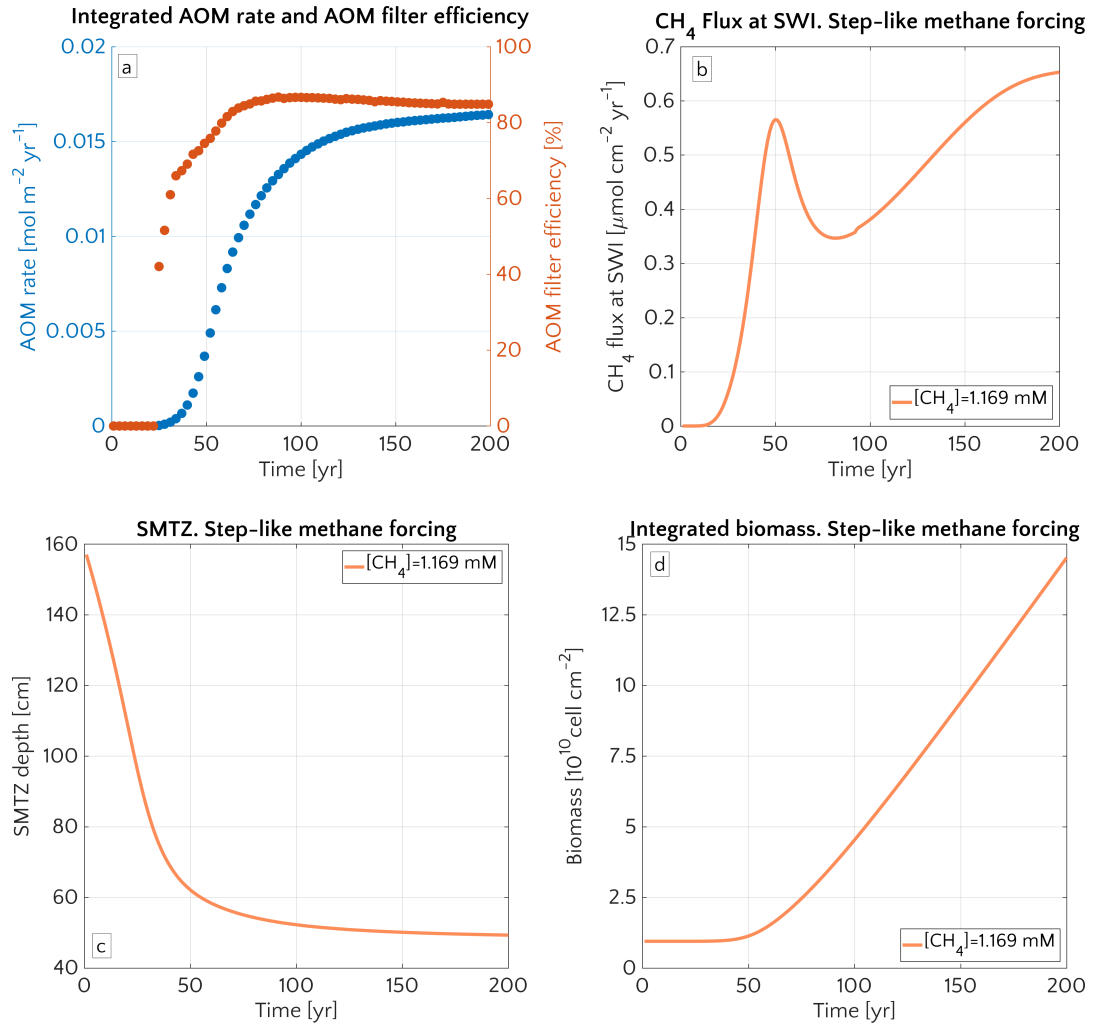 Integrated AOM rate and AOM filter efficiency
a
0.02
0.015
0.01
0.005
0
100
80
60
40
20
0
0 50 100 150 200
AOM rate [mol m⁻² yr⁻¹]
AOM filter efficiency [%]
Time [yr]
CH₄ Flux at SWI. Step-like methane forcing
b
0.7
0.6
0.5
0.4
0.3
0.2
0.1
0
0 50 100 150 200
CH₄ flux at SWI [μmol cm⁻² yr⁻¹]
Time [yr]
[CH₄]=1.169 mM
SMTZ. Step-like methane forcing
[CH₄]=1.169 mM
160
140
120
100
80
60
40
c
0 50 100 150 200
SMTZ depth [cm]
Time [yr]
Integrated biomass. Step-like methane forcing
d
15
12.5
10
7.5
5
2.5
0
0 50 100 150 200
Biomass [10¹⁰cell cm⁻²]
Time [yr]
[CH₄]=1.169 mM